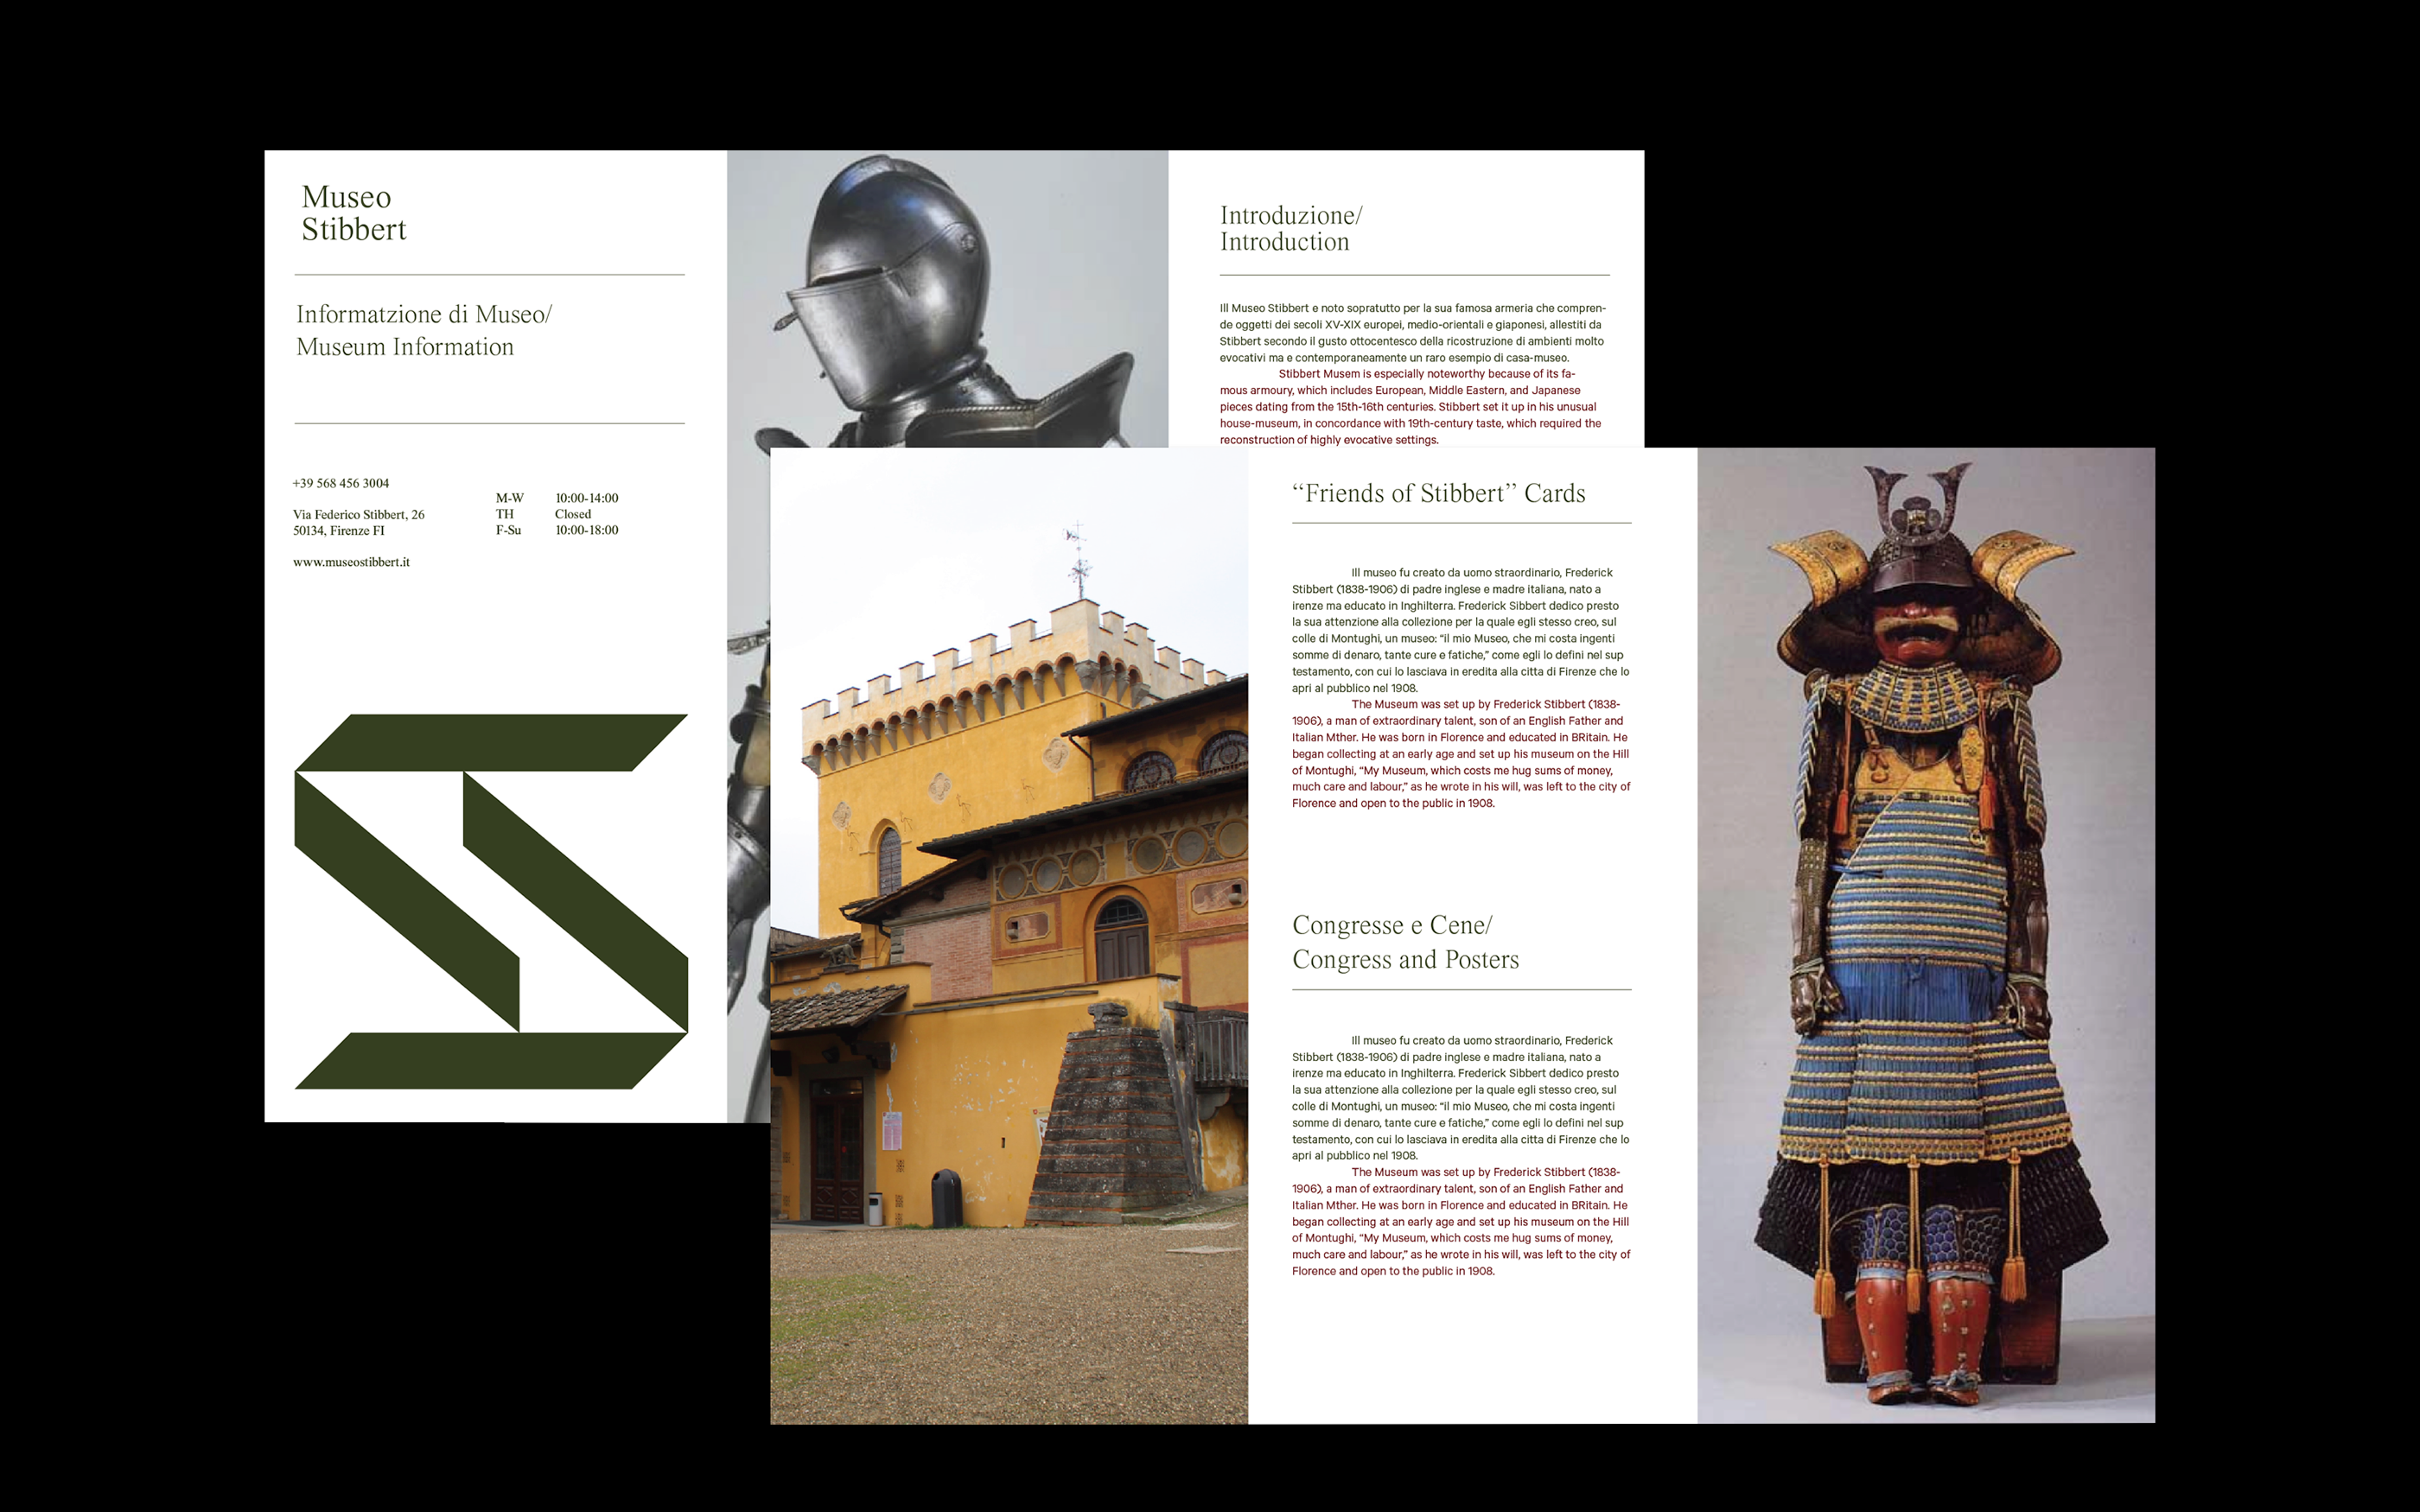 Museo
Stibbert
Informatzione di Museo/
Museum Information
+39 568 456 3004
Via Federico Stibbert, 26
50134, Firenze FI
www.museostibbert.it
M-W 10:00-14:00
TH Closed
F-Su 10:00-18:00
Introduzione/
Introduction
Ill Museo Stibbert e noto sopratutto per la sua famosa armeria che compren-
de oggetti dei secoli XV-XIX europei, medio-orientali e giaponesi, allestiti da
Stibbert secondo il gusto ottocentesco della ricostruzione di ambienti molto
evocativi ma e contemporaneamente un raro esempio di casa-museo.
Stibbert Musem is especially noteworthy because of its fa-
mous armoury, which includes European, Middle Eastern, and Japanese
pieces dating from the 15th-16th centuries. Stibbert set it up in his unusual
house-museum, in concordance with 19th-century taste, which required the
reconstruction of highly evocative settings.
“Friends of Stibbert” Cards
Ill museo fu creato da uomo straordinario, Frederick
Stibbert (1838-1906) di padre inglese e madre italiana, nato a
irenze ma educato in Inghilterra. Frederick Sibbert dedico presto
la sua attenzione alla collezione per la quale egli stesso creo, sul
colle di Montughi, un museo: “il mio Museo, che mi costa ingenti
somme di denaro, tante cure e fatiche,” come egli lo defini nel sup
testamento, con cui lo lasciava in eredita alla citta di Firenze che lo
apri al pubblico nel 1908.
The Museum was set up by Frederick Stibbert (1838-
1906), a man of extraordinary talent, son of an English Father and
Italian Mther. He was born in Florence and educated in BRitain. He
began collecting at an early age and set up his museum on the Hill
of Montughi, “My Museum, which costs me hug sums of money,
much care and labour,” as he wrote in his will, was left to the city of
Florence and open to the public in 1908.
Congresse e Cene/
Congress and Posters
Ill museo fu creato da uomo straordinario, Frederick
Stibbert (1838-1906) di padre inglese e madre italiana, nato a
irenze ma educato in Inghilterra. Frederick Sibbert dedico presto
la sua attenzione alla collezione per la quale egli stesso creo, sul
colle di Montughi, un museo: “il mio Museo, che mi costa ingenti
somme di denaro, tante cure e fatiche,” come egli lo defini nel sup
testamento, con cui lo lasciava in eredita alla citta di Firenze che lo
apri al pubblico nel 1908.
The Museum was set up by Frederick Stibbert (1838-
1906), a man of extraordinary talent, son of an English Father and
Italian Mther. He was born in Florence and educated in BRitain. He
began collecting at an early age and set up his museum on the Hill
of Montughi, “My Museum, which costs me hug sums of money,
much care and labour,” as he wrote in his will, was left to the city of
Florence and open to the public in 1908.